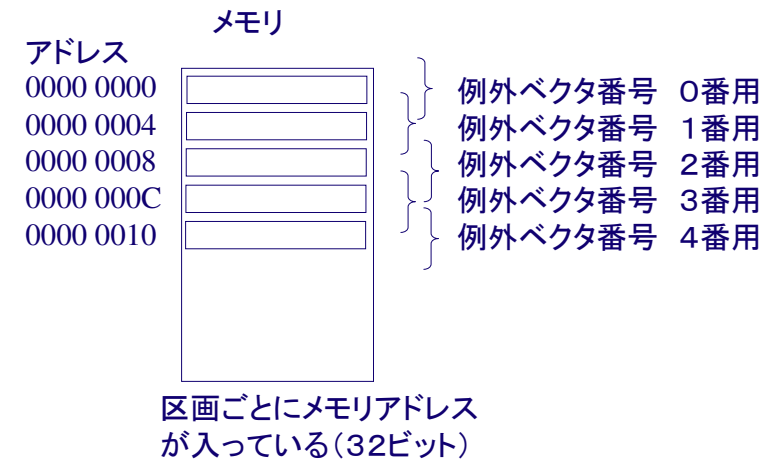 メモリ
アドレス
0000 0000 例外ベクタ番号 0番用
0000 0004 例外ベクタ番号 1番用
0000 0008 例外ベクタ番号 2番用
0000 000C 例外ベクタ番号 3番用
0000 0010 例外ベクタ番号 4番用
区画ごとにメモリアドレス
が入っている(32ビット)